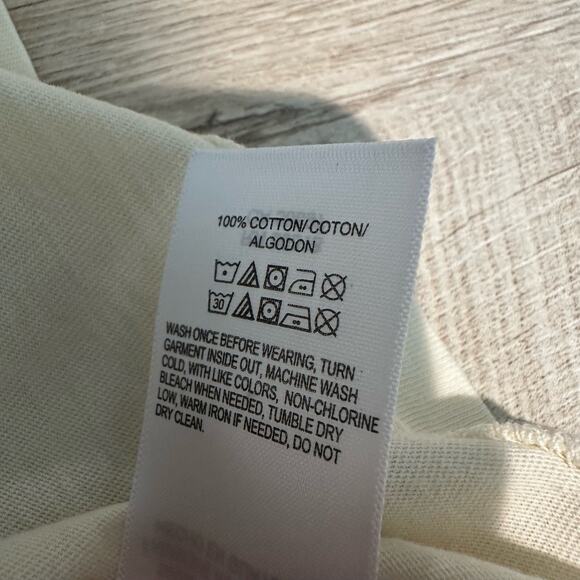 100% COTTON/ COTON/
ALGODON
30
WASH ONCE BEFORE WEARING, TURN
GARMENT INSIDE OUT, MACHINE WASH
COLD, WITH LIKE COLORS, NON-CHLORINE
BLEACH WHEN NEEDED, TUMBLE DRY
LOW, WARM IRON IF NEEDED, DO NOT
DRY CLEAN.